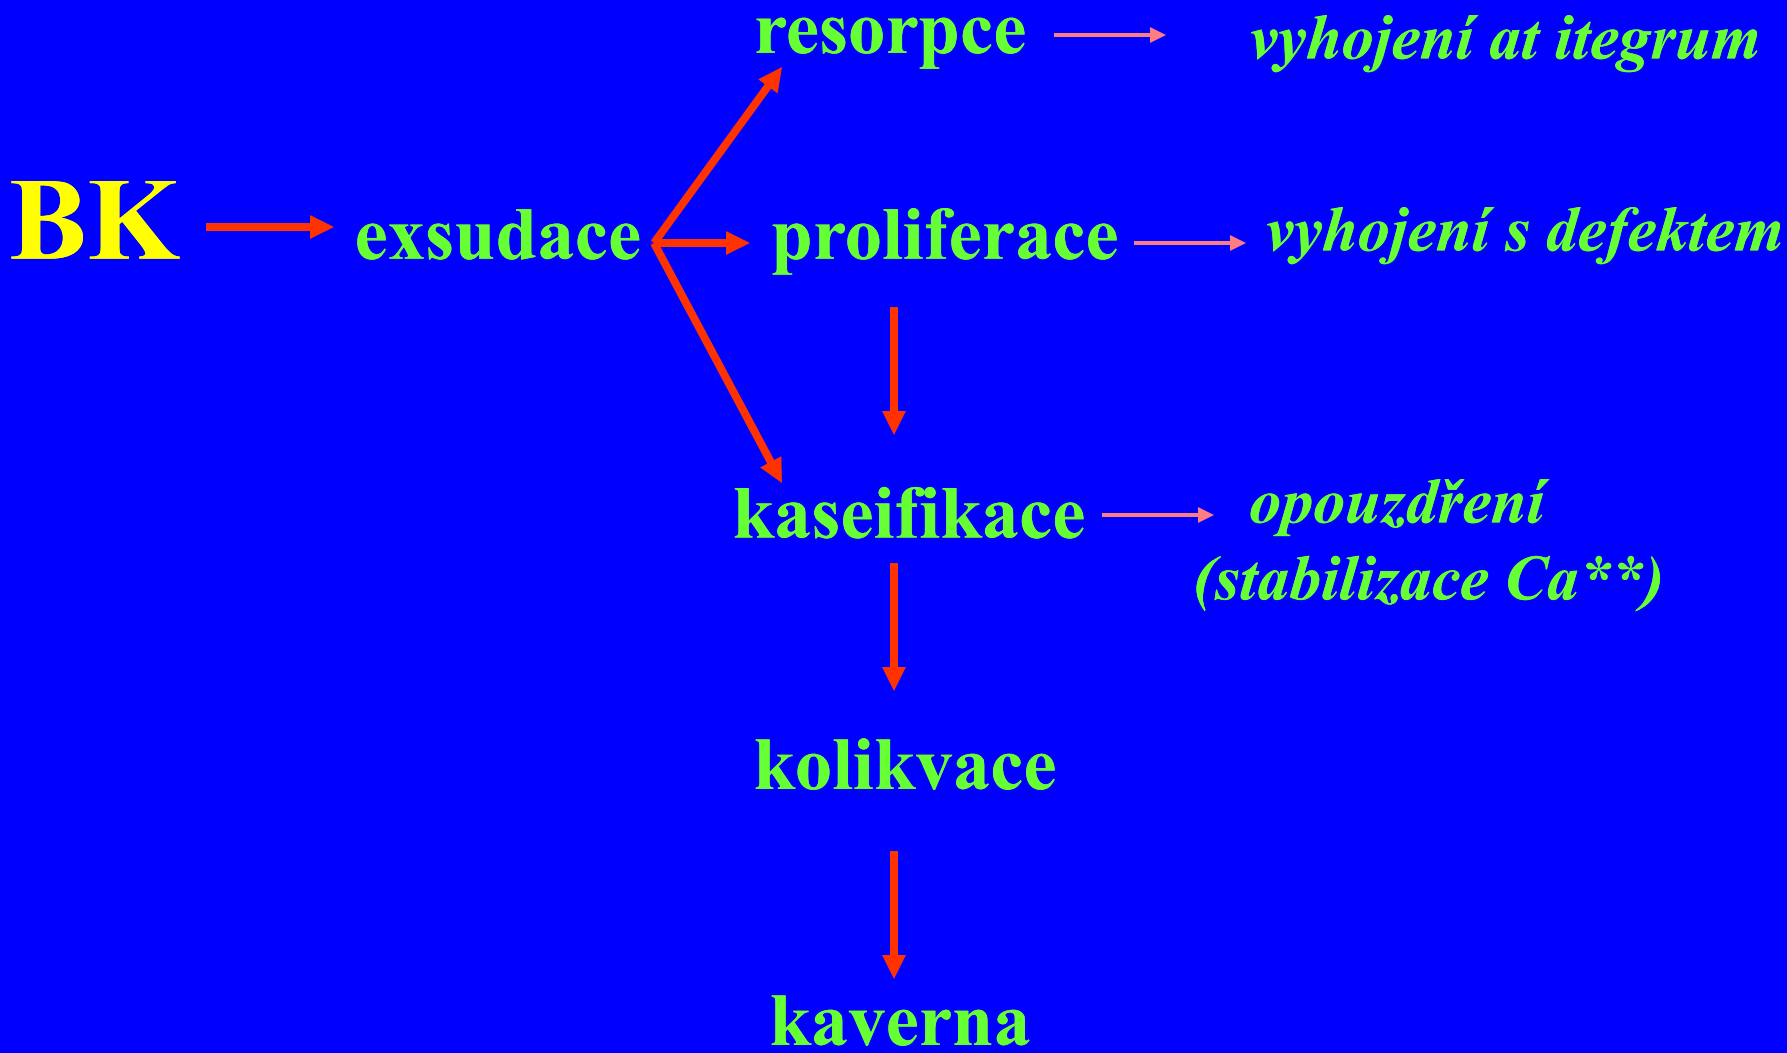 resorpce
vyhojení at itegrum
BK
exsudace
proliferace
vyhojení s defektem
kaseifikace
opouzdření
(stabilizace Ca**)
kolikvace
kaverna